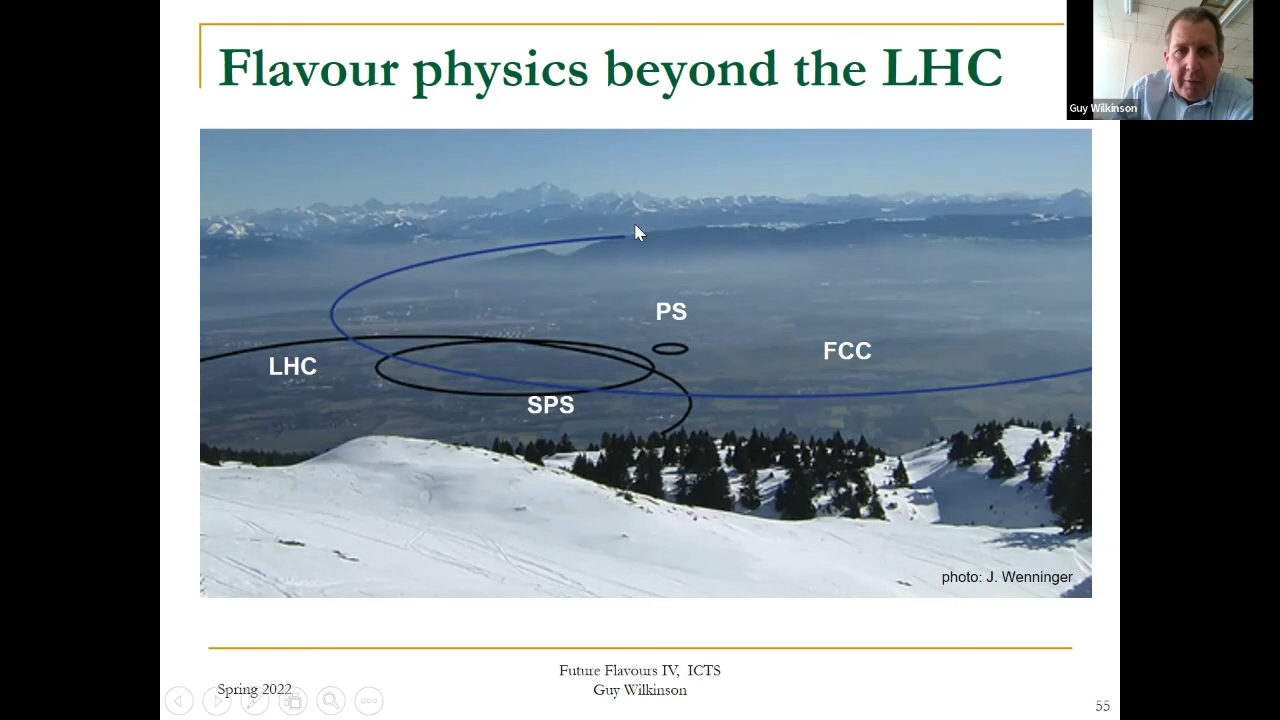 Flavour physics beyond the LHC
Guy Wilkinson
PS
FCC
LHC
SPS
photo: J. Wenninger
Future Flavours IV, ICTS
Spring 2022
Guy Wilkinson
55